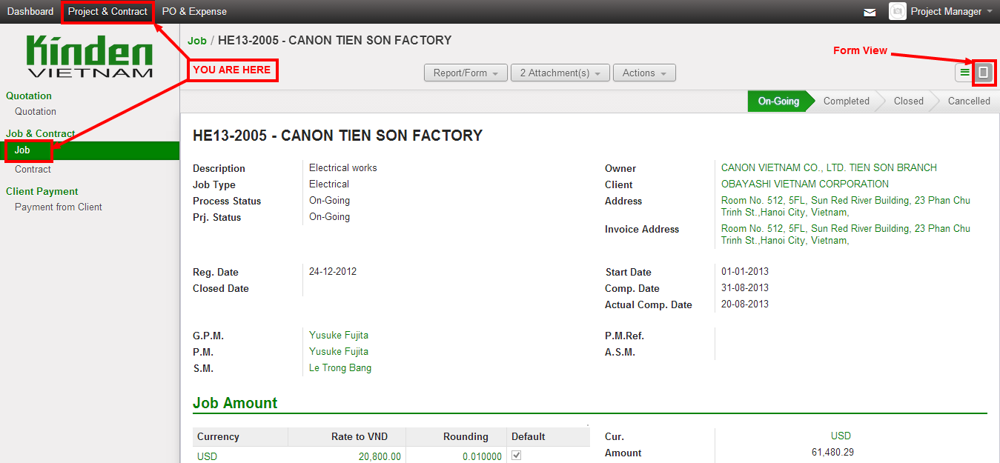 Dashboard Project & Contract PO & Expense Project Manager
Kinden
VIETNAM
Quotation
Quotation
Job & Contract
Job
Contract
Client Payment
Payment from Client
Job / HE13-2005 - CANON TIEN SON FACTORY
YOU ARE HERE
Form View
Report/Form 2 Attachment(s) Actions
On-Going Completed Closed Cancelled
HE13-2005 - CANON TIEN SON FACTORY
Description Electrical works
Job Type Electrical
Process Status On-Going
Prj. Status On-Going
Owner CANON VIETNAM CO., LTD. TIEN SON BRANCH
Client OBAYASHI VIETNAM CORPORATION
Address Room No. 512, 5FL, Sun Red River Building, 23 Phan Chu
Trinh St.,Hanoi City, Vietnam,
Invoice Address Room No. 512, 5FL, Sun Red River Building, 23 Phan Chu
Trinh St.,Hanoi City, Vietnam,
Reg. Date 24-12-2012
Closed Date
Start Date 01-01-2013
Comp. Date 31-08-2013
Actual Comp. Date 20-08-2013
G.P.M. Yusuke Fujita
P.M. Yusuke Fujita
S.M. Le Trong Bang
P.M.Ref.
A.S.M.
Job Amount
Currency Rate to VND Rounding Default
USD 20,800.00 0.010000
Cur. USD
Amount 61,480.29